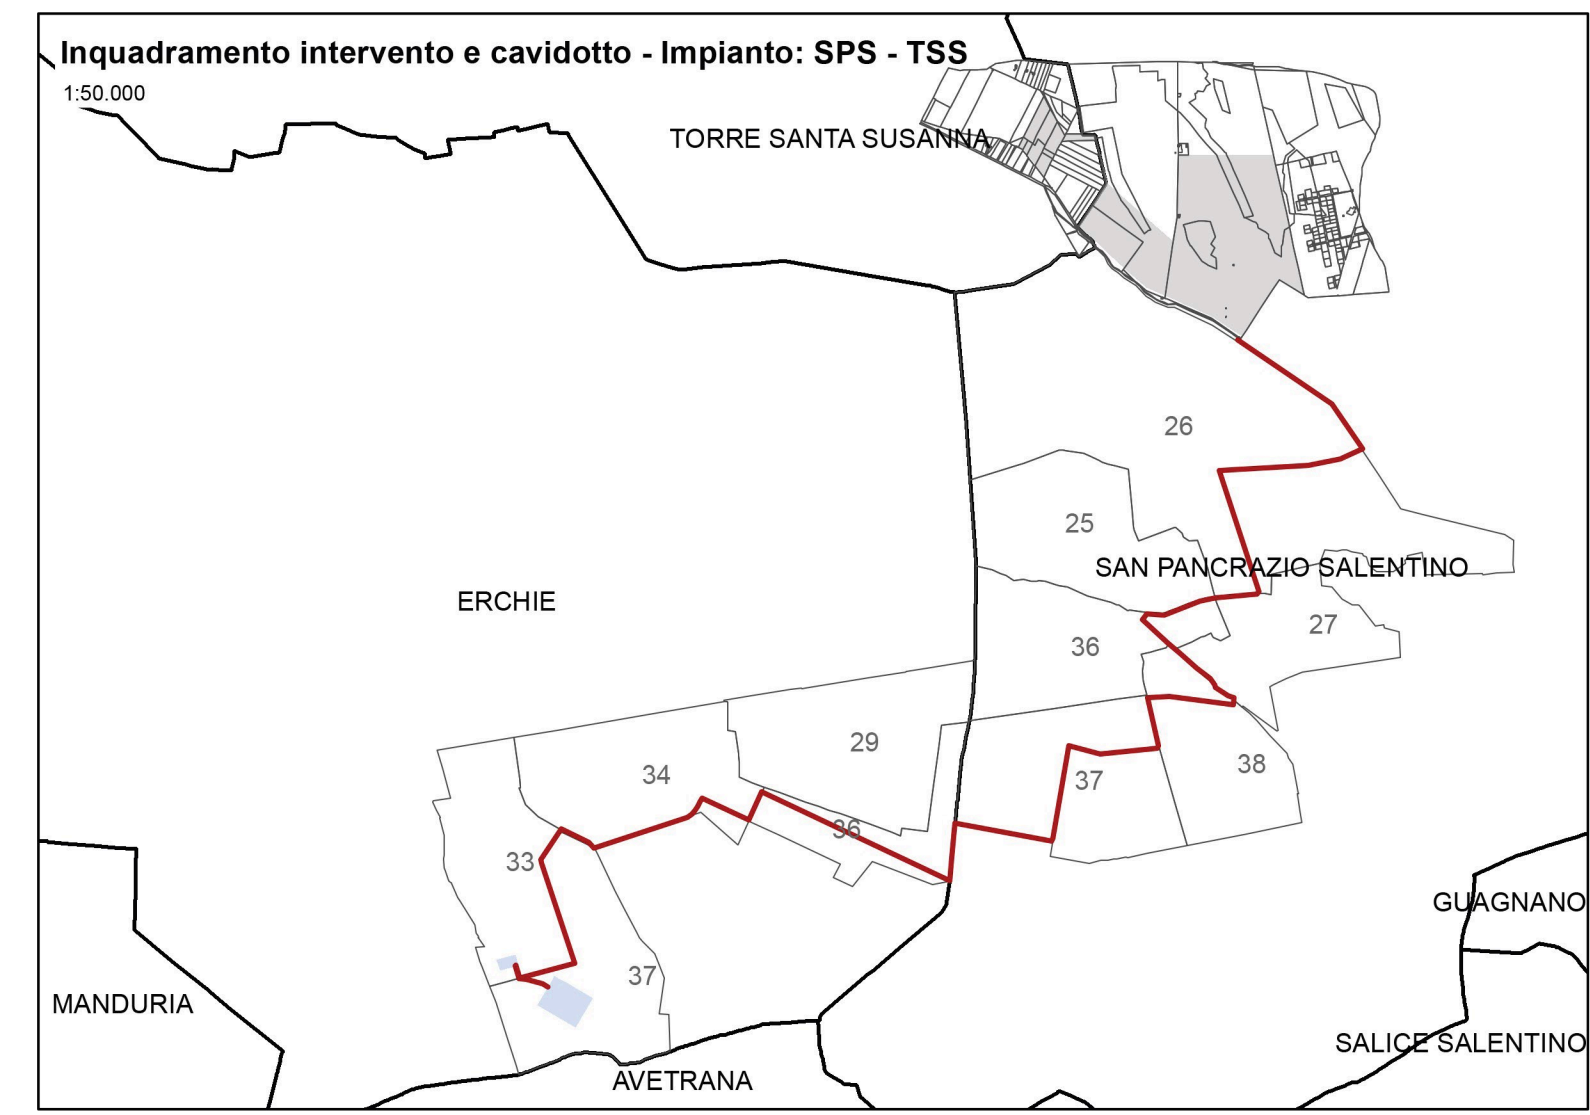 Inquadramento intervento e cavidotto - Impianto: SPS - TSS
1:50.000
TORRE SANTA SUSANNA
26
25
SAN PANCRAZIO SALENTINO
ERCHIE
27
36
29
34
38
37
36
33
GUAGNANO
37
MANDURIA
SALICE SALENTINO
AVETRANA